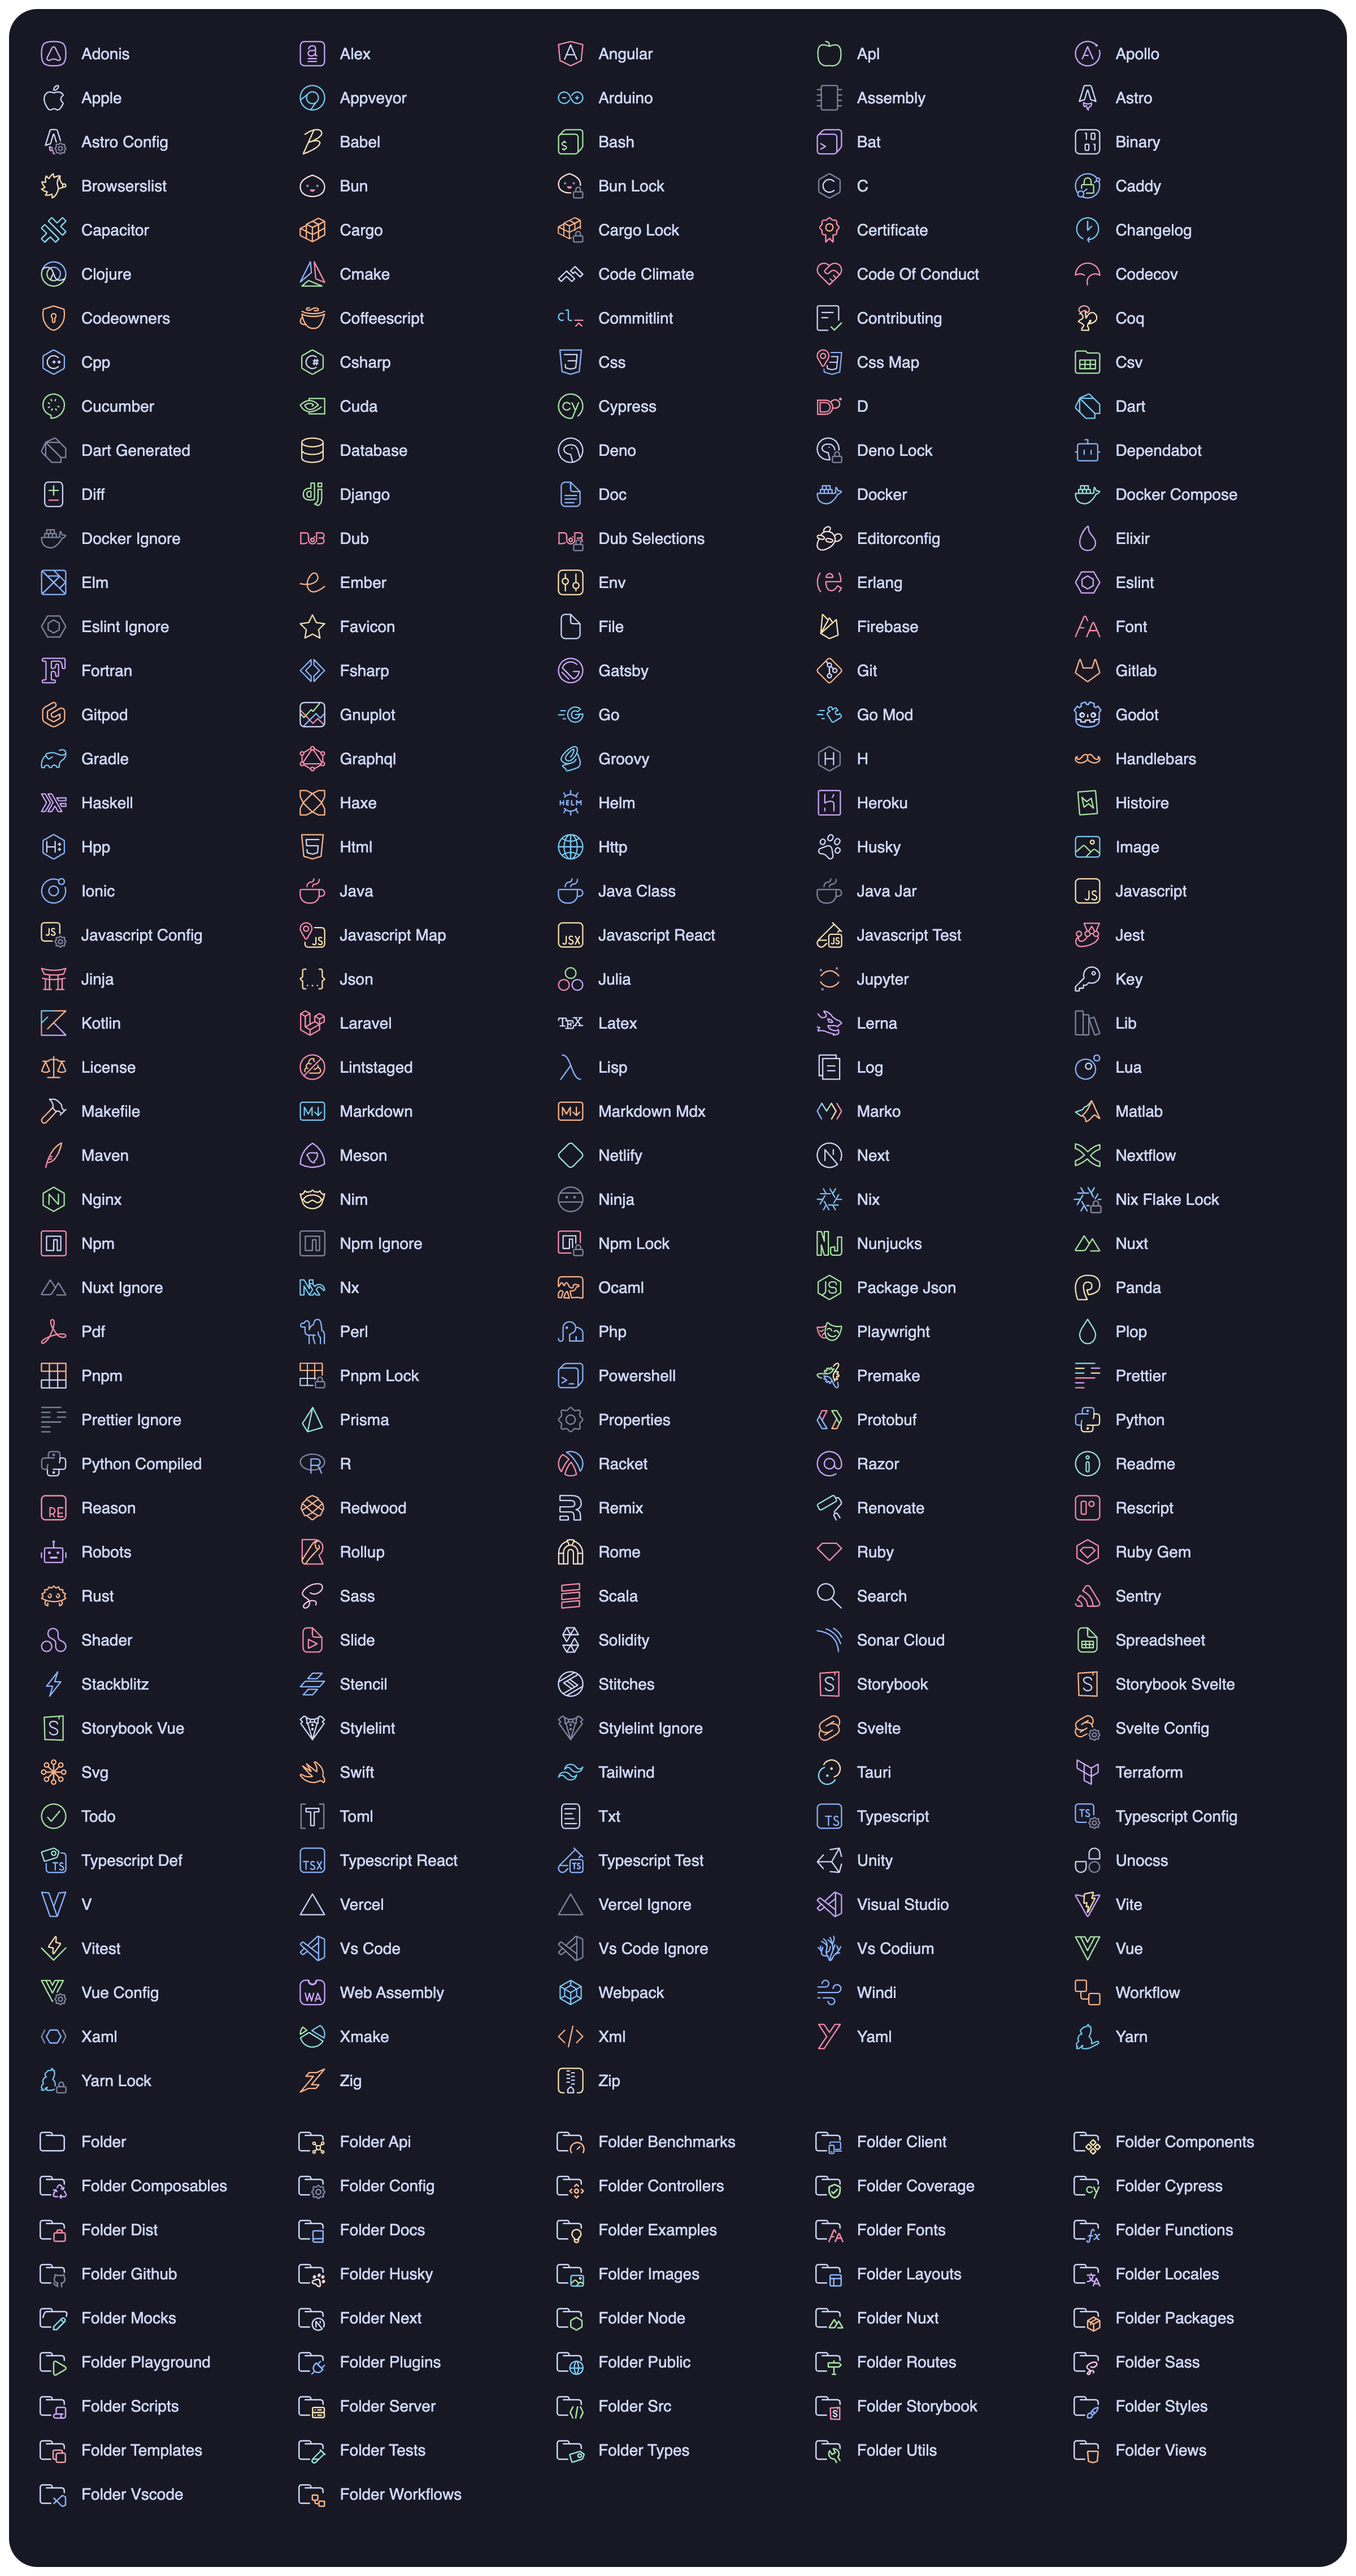 Adonis Alex Angular Apl Apollo
Apple Appveyor Arduino Assembly Astro
Astro Config Babel Bash Bat Binary
Browserslist Bun Bun Lock C Caddy
Capacitor Cargo Cargo Lock Certificate Changelog
Clojure Cmake Code Climate Code Of Conduct Codecov
Codeowners Coffeescript Commitlint Contributing Coq
Cpp Csharp Css Css Map Csv
Cucumber Cuda Cypress D Dart
Dart Generated Database Deno Deno Lock Dependabot
Diff Django Doc Docker Docker Compose
Docker Ignore Dub Dub Selections Editorconfig Elixir
Elm Ember Env Erlang Eslint
Eslint Ignore Favicon File Firebase Font
Fortran Fsharp Gatsby Git Gitlab
Gitpod Gnuplot Go Go Mod Godot
Gradle Graphql Groovy H Handlebars
Haskell Haxe Helm Heroku Histoire
Hpp Html Http Husky Image
Ionic Java Java Class Java Jar Javascript
Javascript Config Javascript Map Javascript React Javascript Test Jest
Jinja Json Julia Jupyter Key
Kotlin Laravel Latex Lerna Lib
License Lintstaged Lisp Log Lua
Makefile Markdown Markdown Mdx Marko Matlab
Maven Meson Netlify Next Nextflow
Nginx Nim Ninja Nix Nix Flake Lock
Npm Npm Ignore Npm Lock Nunjucks Nuxt
Nuxt Ignore Nx Ocaml Package Json Panda
Pdf Perl Php Playwright Plop
Pnpm Pnpm Lock Powershell Premake Prettier
Prettier Ignore Prisma Properties Protobuf Python
Python Compiled R Racket Razor Readme
Reason Redwood Remix Renovate Rescript
Robots Rollup Rome Ruby Ruby Gem
Rust Sass Scala Search Sentry
Shader Slide Solidity Sonar Cloud Spreadsheet
Stackblitz Stencil Stitches Storybook Storybook Svelte
Storybook Vue Stylelint Stylelint Ignore Svelte Svelte Config
Svg Swift Tailwind Tauri Terraform
Todo Toml Txt Typescript Typescript Config
Typescript Def Typescript React Typescript Test Unity Unocss
V Vercel Vercel Ignore Visual Studio Vite
Vitest Vs Code Vs Code Ignore Vs Codium Vue
Vue Config Web Assembly Webpack Windi Workflow
Xaml Xmake Xml Yaml Yarn
Yarn Lock Zig Zip
Folder Folder Api Folder Benchmarks Folder Client Folder Components
Folder Composables Folder Config Folder Controllers Folder Coverage Folder Cypress
Folder Dist Folder Docs Folder Examples Folder Fonts Folder Functions
Folder Github Folder Husky Folder Images Folder Layouts Folder Locales
Folder Mocks Folder Next Folder Node Folder Nuxt Folder Packages
Folder Playground Folder Plugins Folder Public Folder Routes Folder Sass
Folder Scripts Folder Server Folder Src Folder Storybook Folder Styles
Folder Templates Folder Tests Folder Types Folder Utils Folder Views
Folder Vscode Folder Workflows